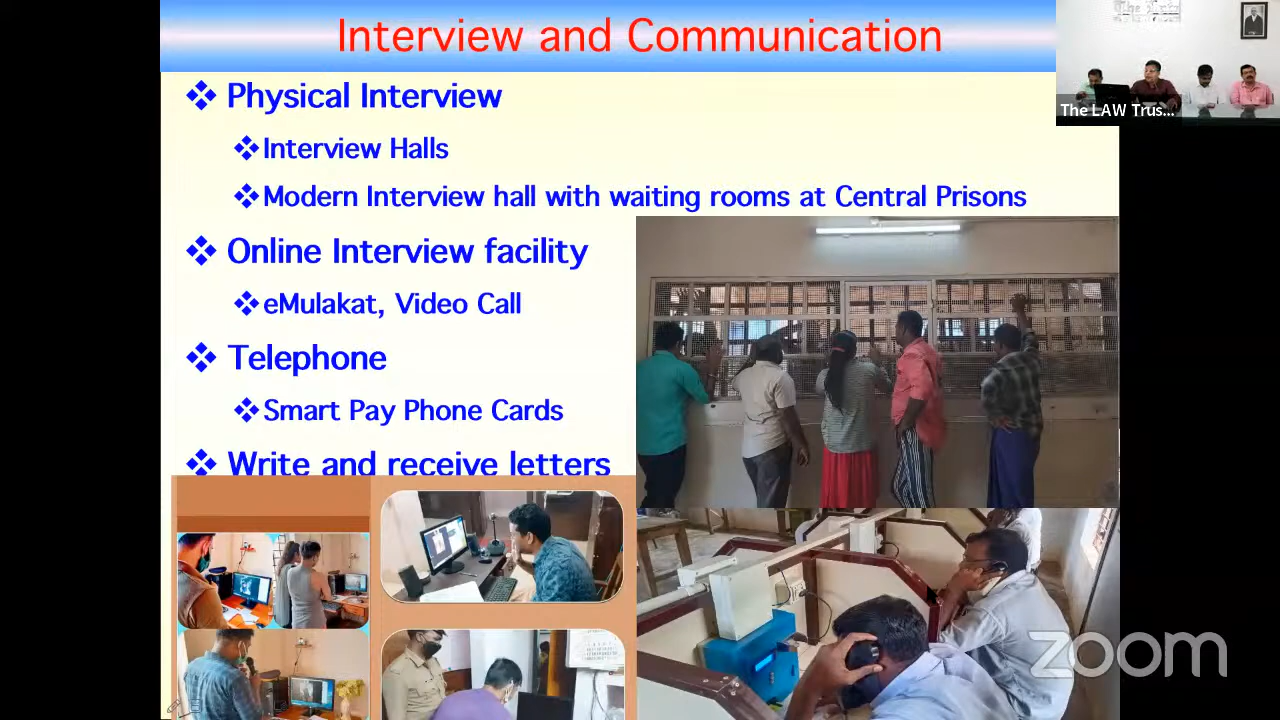 Interview and Communication
Physical Interview
Interview Halls
Modern Interview hall with waiting rooms at Central Prisons
Online Interview facility
eMulakat, Video Call
Telephone
Smart Pay Phone Cards
Write and receive letters
The LAW Trus...
zoom